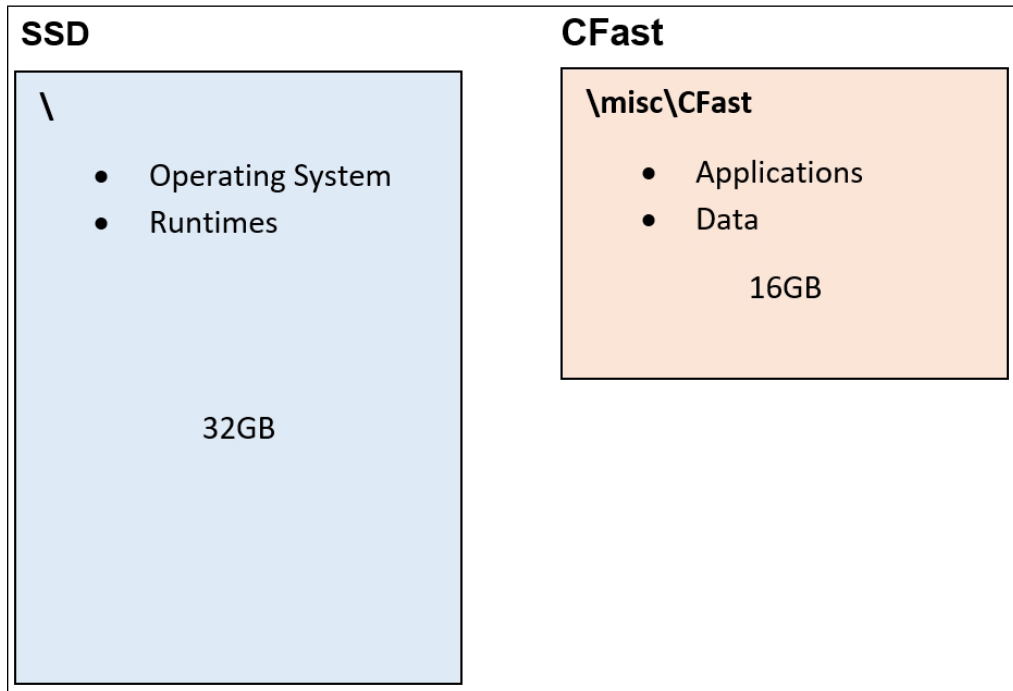 SSD
\
Operating System
Runtimes
32GB
CFast
\misc\CFast
Applications
Data
16GB